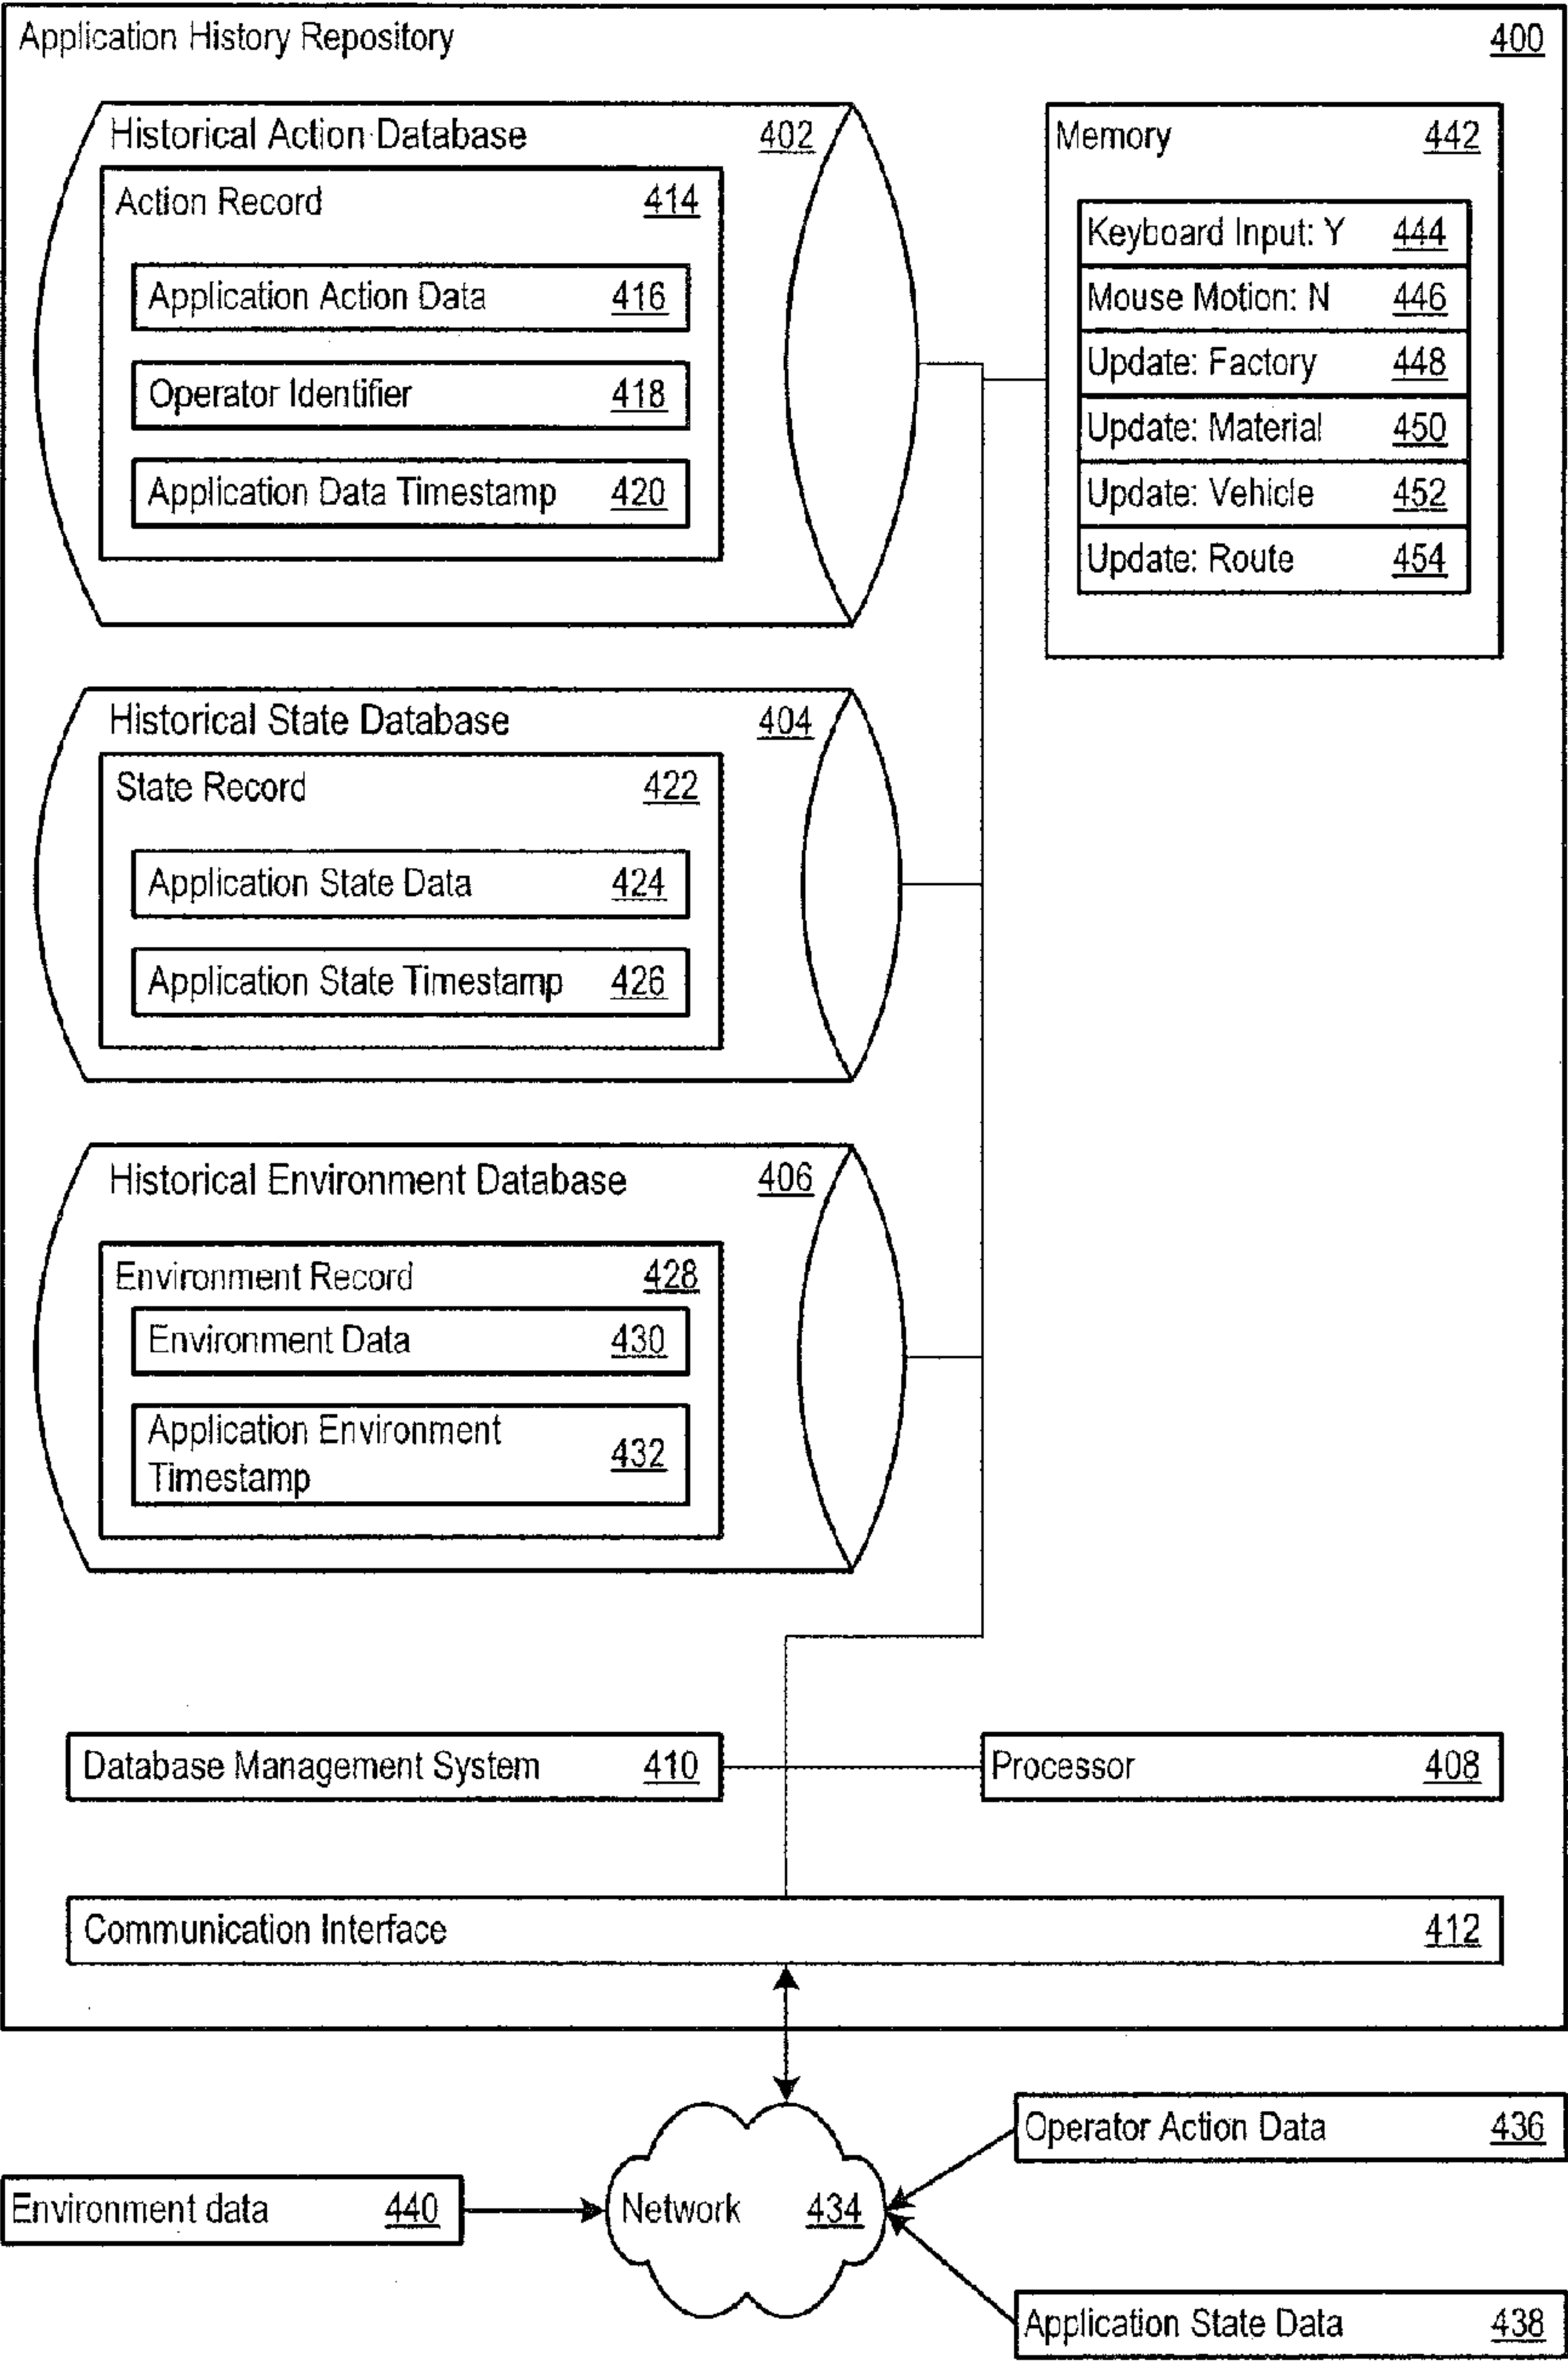 Application History Repository 400
Historical Action Database 402
Action Record 414
Application Action Data 416
Operator Identifier 418
Application Data Timestamp 420
Memory 442
Keyboard Input: Y 444
Mouse Motion: N 446
Update: Factory 448
Update: Material 450
Update: Vehicle 452
Update: Route 454
Historical State Database 404
State Record 422
Application State Data 424
Application State Timestamp 426
Historical Environment Database 406
Environment Record 428
Environment Data 430
Application Environment
Timestamp 432
Database Management System 410
Processor 408
Communication Interface 412
Operator Action Data 436
Environment data 440
Network 434
Application State Data 438